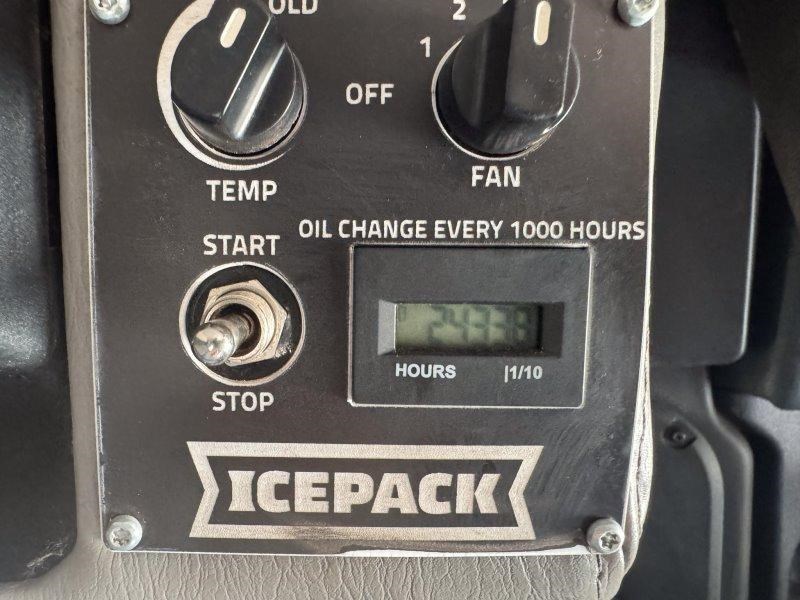 OLD
2
1
OFF
TEMP
FAN
OIL CHANGE EVERY 1000 HOURS
START
STOP
HOURS |1/10
ICEPACK